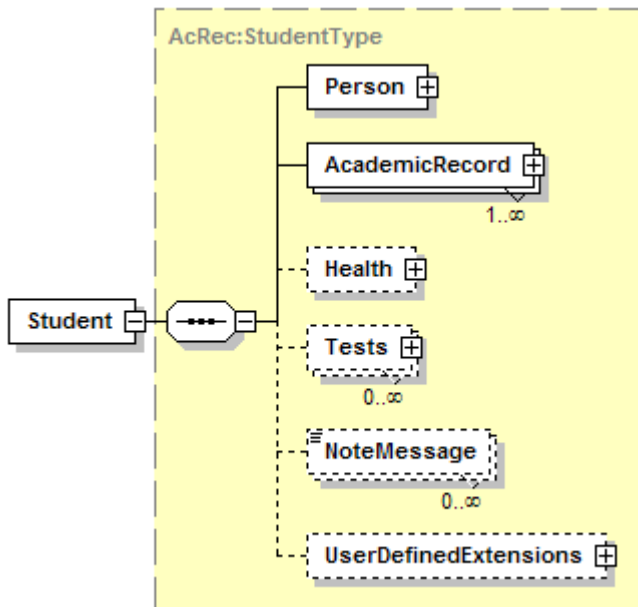 AcRec:StudentType
Person
AcademicRecord
1..∞
Health
Student
Tests
0..∞
NoteMessage
0..∞
UserDefinedExtensions